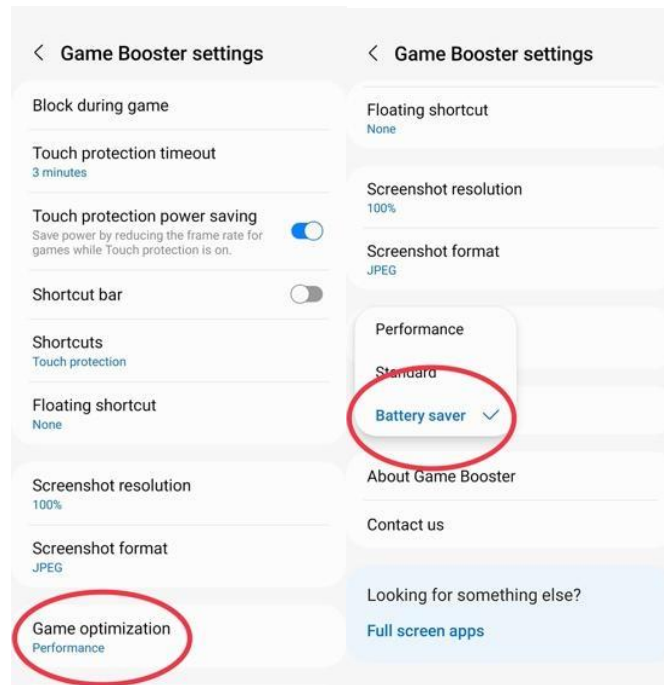 Game Booster settings
Block during game
Touch protection timeout
3 minutes
Touch protection power saving
Save power by reducing the frame rate for
games while Touch protection is on.
Shortcut bar
Shortcuts
Touch protection
Floating shortcut
None
Screenshot resolution
100%
Screenshot format
JPEG
Game optimization
Performance
Game Booster settings
Floating shortcut
None
Screenshot resolution
100%
Screenshot format
JPEG
Performance
Standard
Battery saver
About Game Booster
Contact us
Looking for something else?
Full screen apps